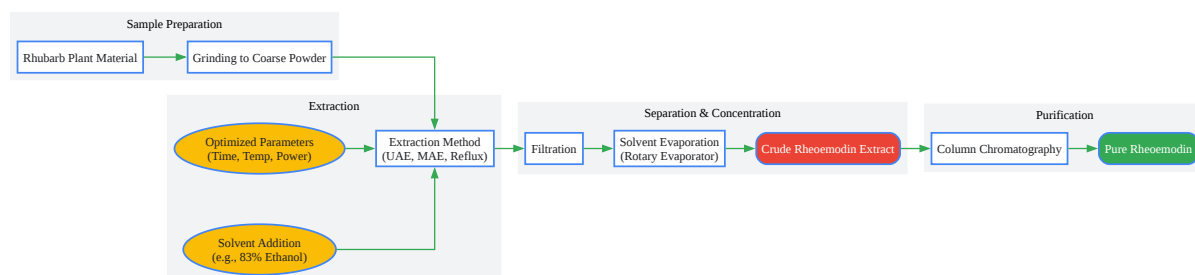 Sample Preparation
Rhubarb Plant Material
Grinding to Coarse Powder
Extraction
Optimized Parameters
(Time, Temp, Power)
Extraction Method
(UAE, MAE, Reflux)
Solvent Addition
(e.g., 83% Ethanol)
Separation & Concentration
Filtration
Solvent Evaporation
(Rotary Evaporator)
Crude Rheoemodin Extract
Purification
Column Chromatography
Pure Rheoemodin